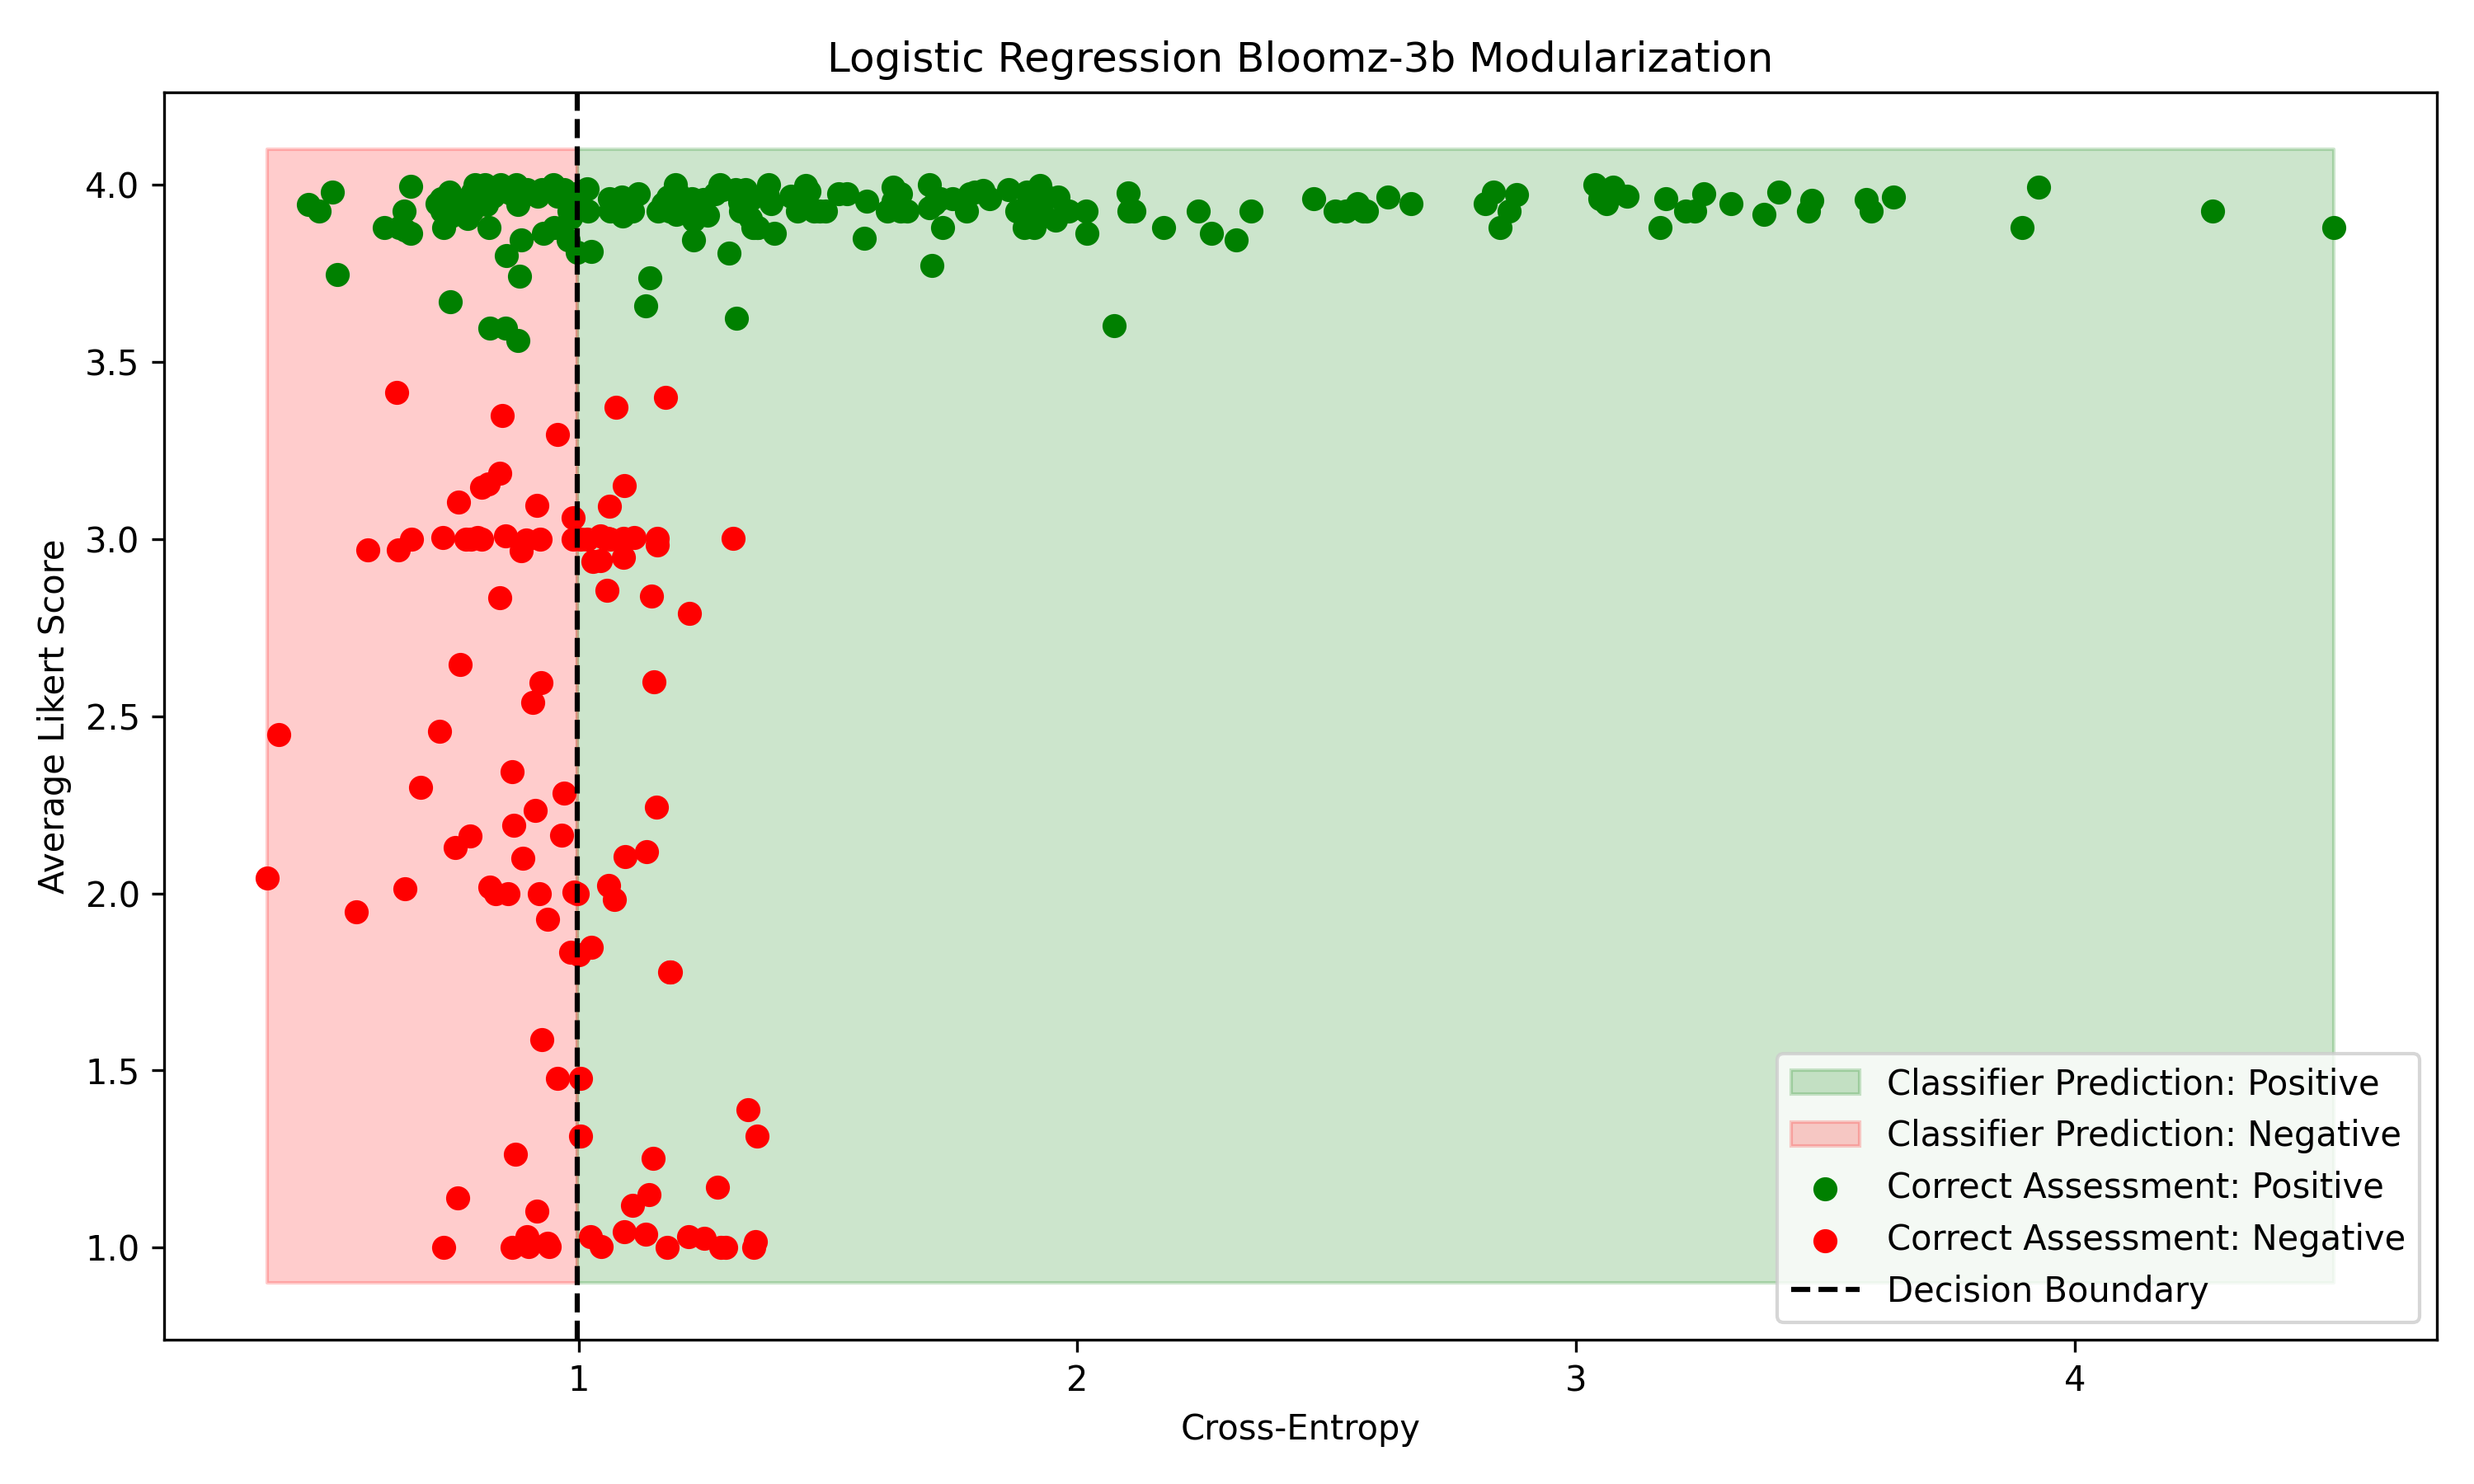 Logistic Regression Bloomz-3b Modularization
Average Likert Score
4.0
3.5
3.0
2.5
2.0
1.5
1.0
Classifier Prediction: Positive
Classifier Prediction: Negative
Correct Assessment: Positive
Correct Assessment: Negative
Decision Boundary
1
2
3
4
Cross-Entropy